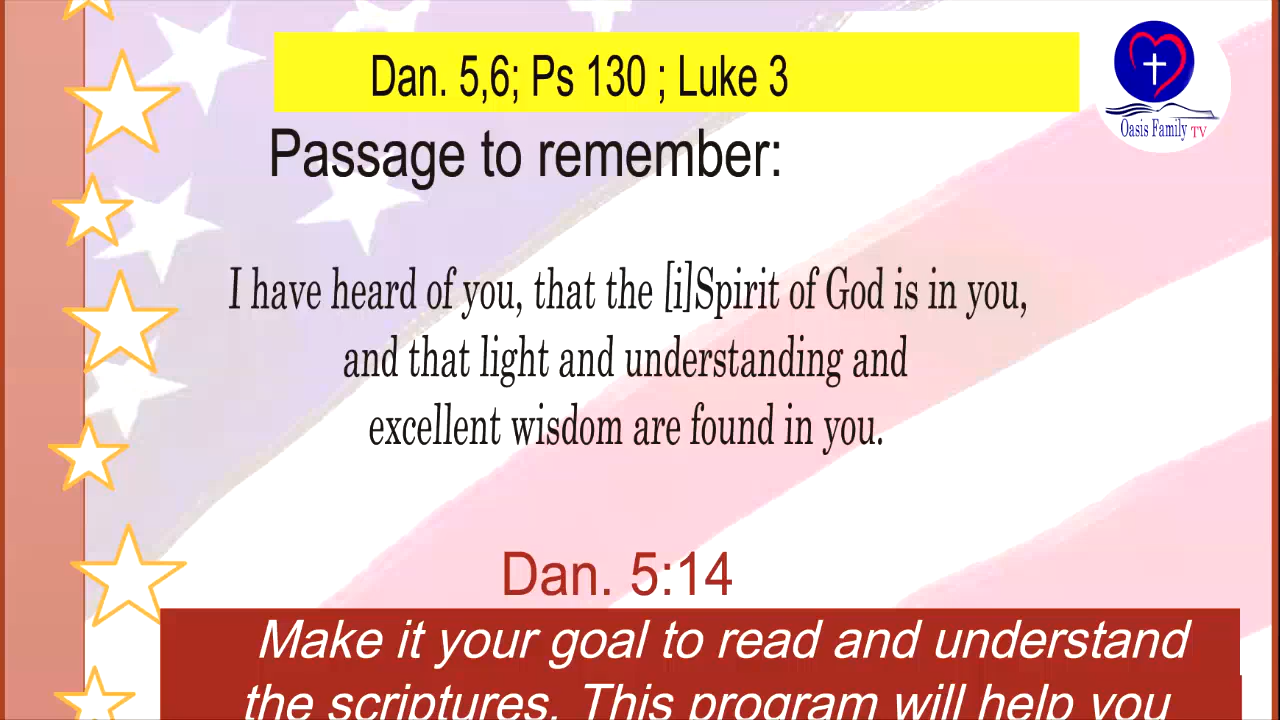 Dan. 5,6; Ps 130 ; Luke 3
Oasis Family TV
Passage to remember:
I have heard of you, that the [i]Spirit of God is in you,
and that light and understanding and
excellent wisdom are found in you.
Dan. 5:14
Make it your goal to read and understand
the scriptures. This program will help you